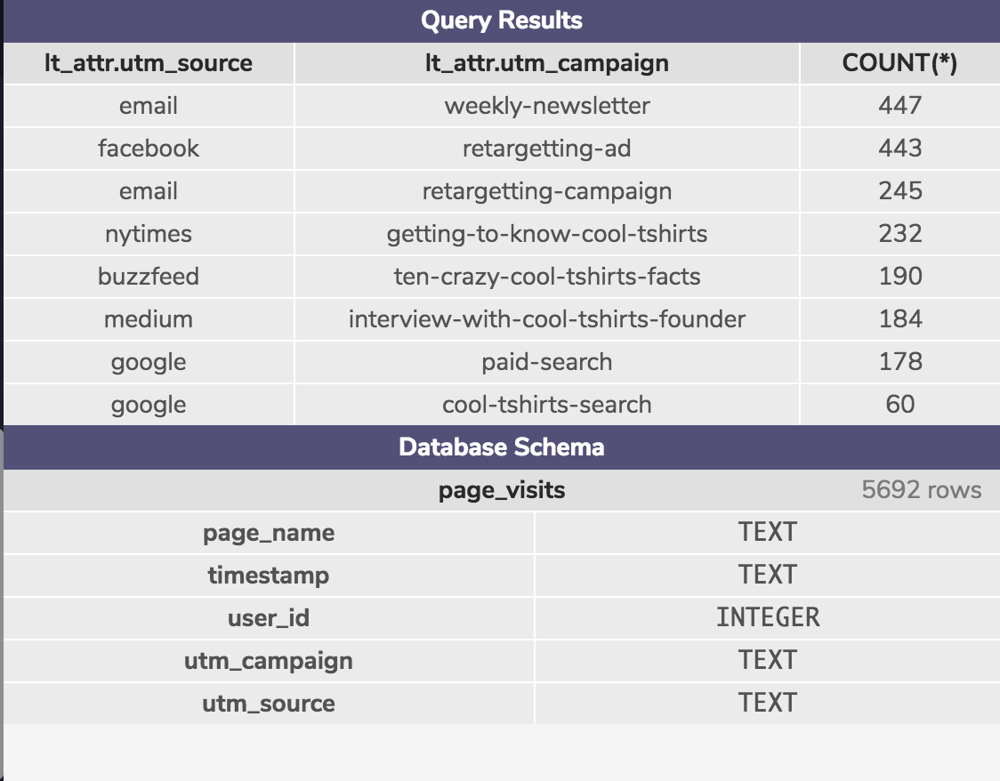 Query Results
lt_attr.utm_source lt_attr.utm_campaign COUNT(*)
email weekly-newsletter 447
facebook retargetting-ad 443
email retargetting-campaign 245
nytimes getting-to-know-cool-tshirts 232
buzzfeed ten-crazy-cool-tshirts-facts 190
medium interview-with-cool-tshirts-founder 184
google paid-search 178
google cool-tshirts-search 60
Database Schema
page_visits 5692 rows
page_name TEXT
timestamp TEXT
user_id INTEGER
utm_campaign TEXT
utm_source TEXT